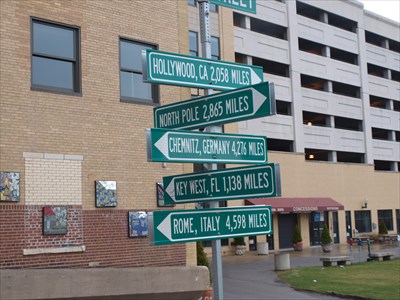 STREET
HOLLYWOOD, CA 2,058 MILES
NORTH POLE 2,865 MILES
CHEMNITZ, GERMANY 4,276 MILES
KEY WEST, FL 1,138 MILES
ROME, ITALY 4,598 MILES